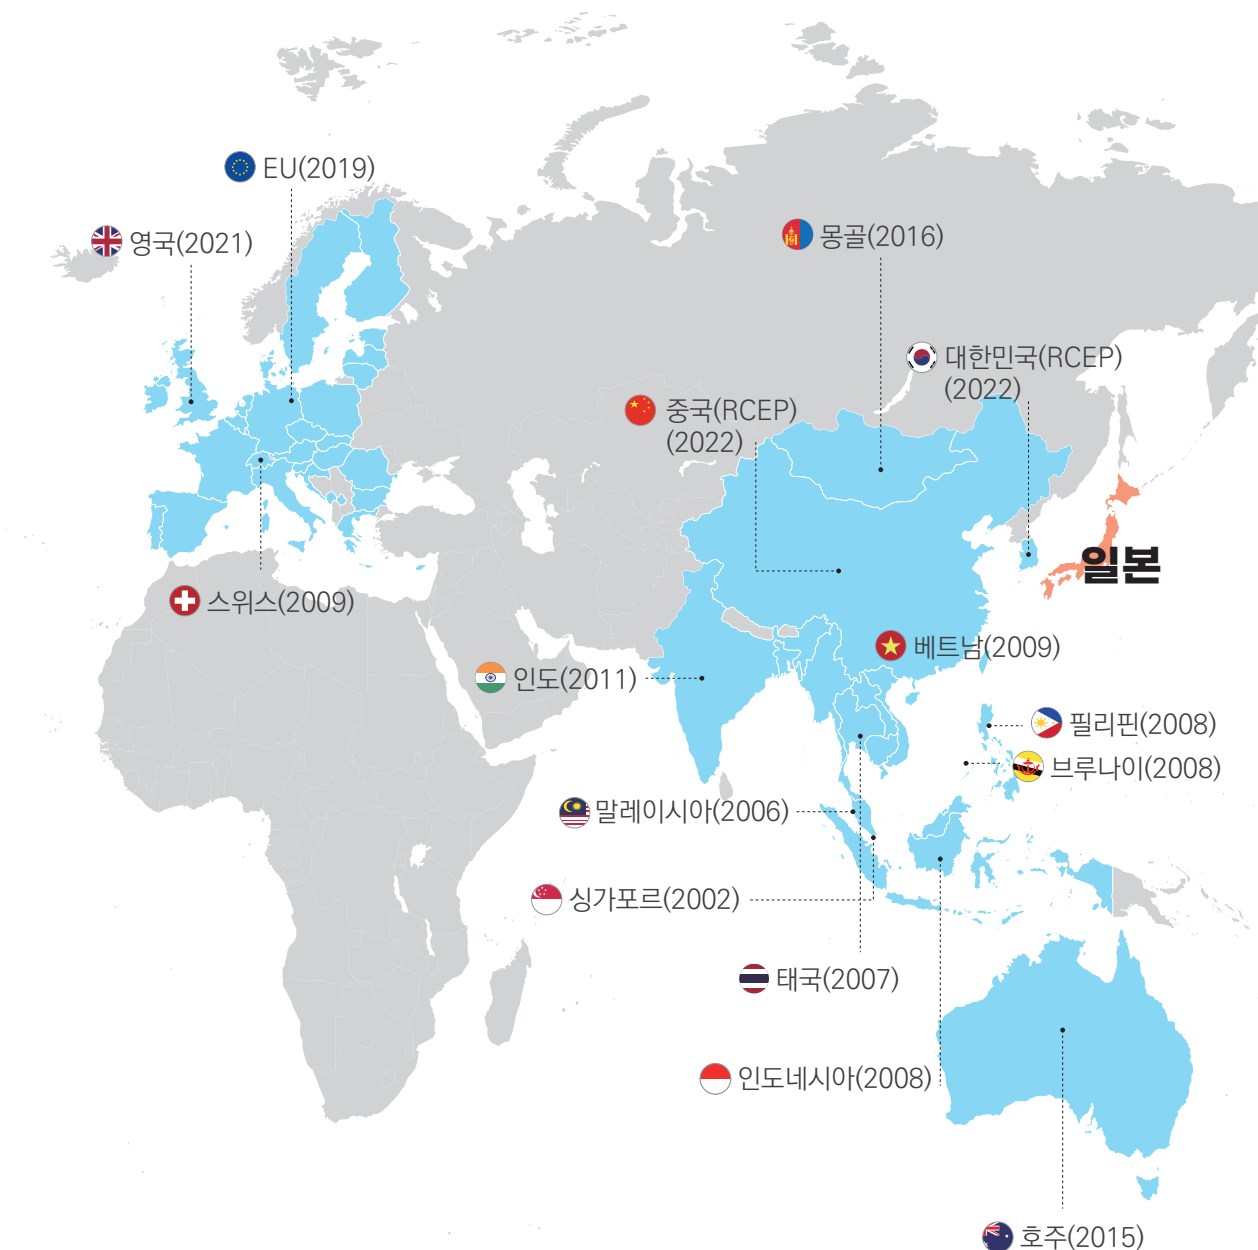 EU(2019)
영국(2021)
몽골(2016)
대한민국(RCEP)
(2022)
중국(RCEP)
(2022)
일본
스위스(2009)
베트남(2009)
인도(2011)
필리핀(2008)
브루나이(2008)
말레이시아(2006)
싱가포르(2002)
태국(2007)
인도네시아(2008)
호주(2015)